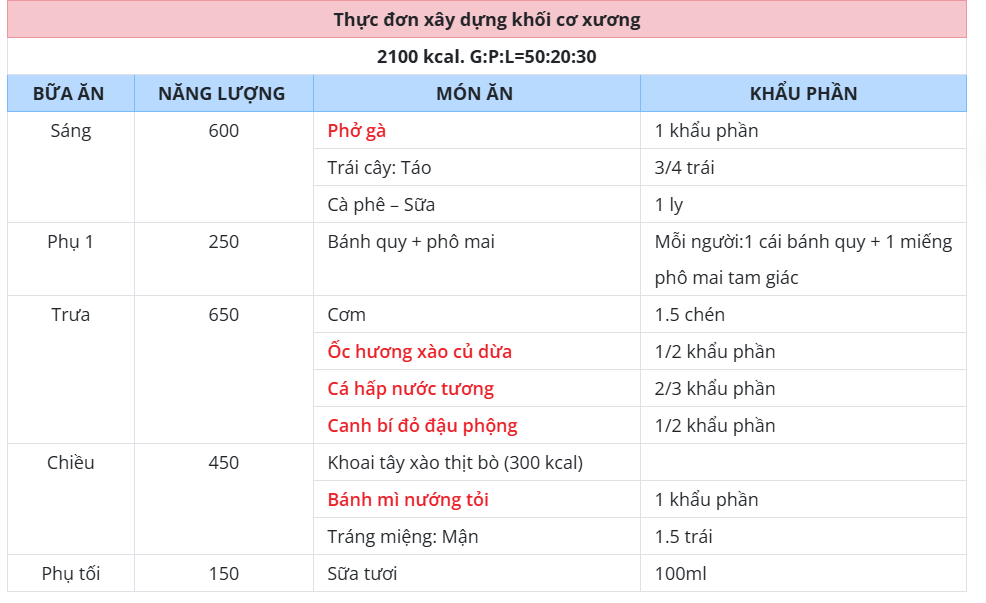 Thực đơn xây dựng khối cơ xương
2100 kcal. G:P:L=50:20:30
BỮA ĂN NĂNG LƯỢNG MÓN ĂN KHẨU PHẦN
Sáng 600 Phở gà 1 khẩu phần
Trái cây: Táo 3/4 trái
Cà phê – Sữa 1 ly
Phụ 1 250 Bánh quy + phô mai Mỗi người:1 cái bánh quy + 1 miếng
phô mai tam giác
Trưa 650 Cơm 1.5 chén
Ốc hương xào củ dừa 1/2 khẩu phần
Cá hấp nước tương 2/3 khẩu phần
Canh bí đỏ đậu phộng 1/2 khẩu phần
Chiều 450 Khoai tây xào thịt bò (300 kcal)
Bánh mì nướng tỏi 1 khẩu phần
Tráng miệng: Mận 1.5 trái
Phụ tối 150 Sữa tươi 100ml